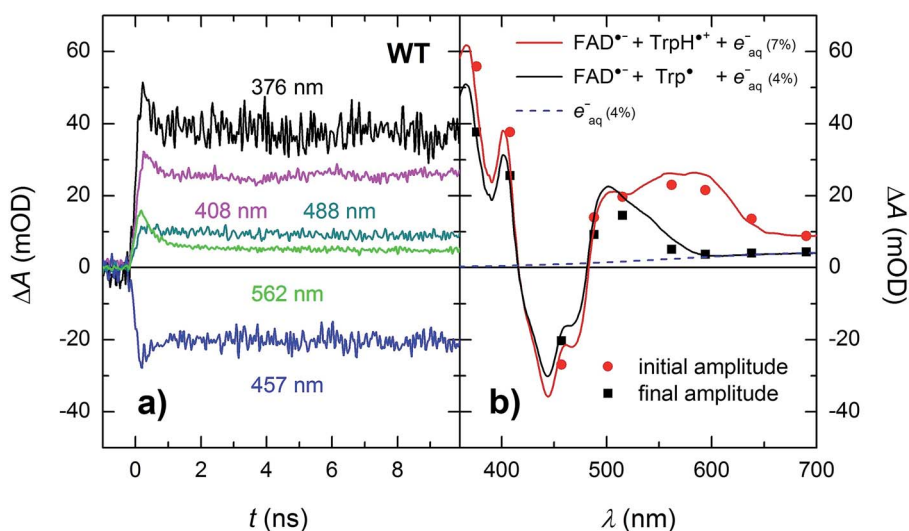 WT
376 nm
408 nm
488 nm
562 nm
457 nm
a)
ΔA (mOD)
60
40
20
0
-20
-40
0
2
4
6
8
t (ns)
FAD•− + TrpH•+ + e−aq (7%)
FAD•− + Trp• + e−aq (4%)
e−aq (4%)
initial amplitude
final amplitude
b)
400
500
600
700
λ (nm)
60
40
20
0
-20
-40
ΔA (mOD)